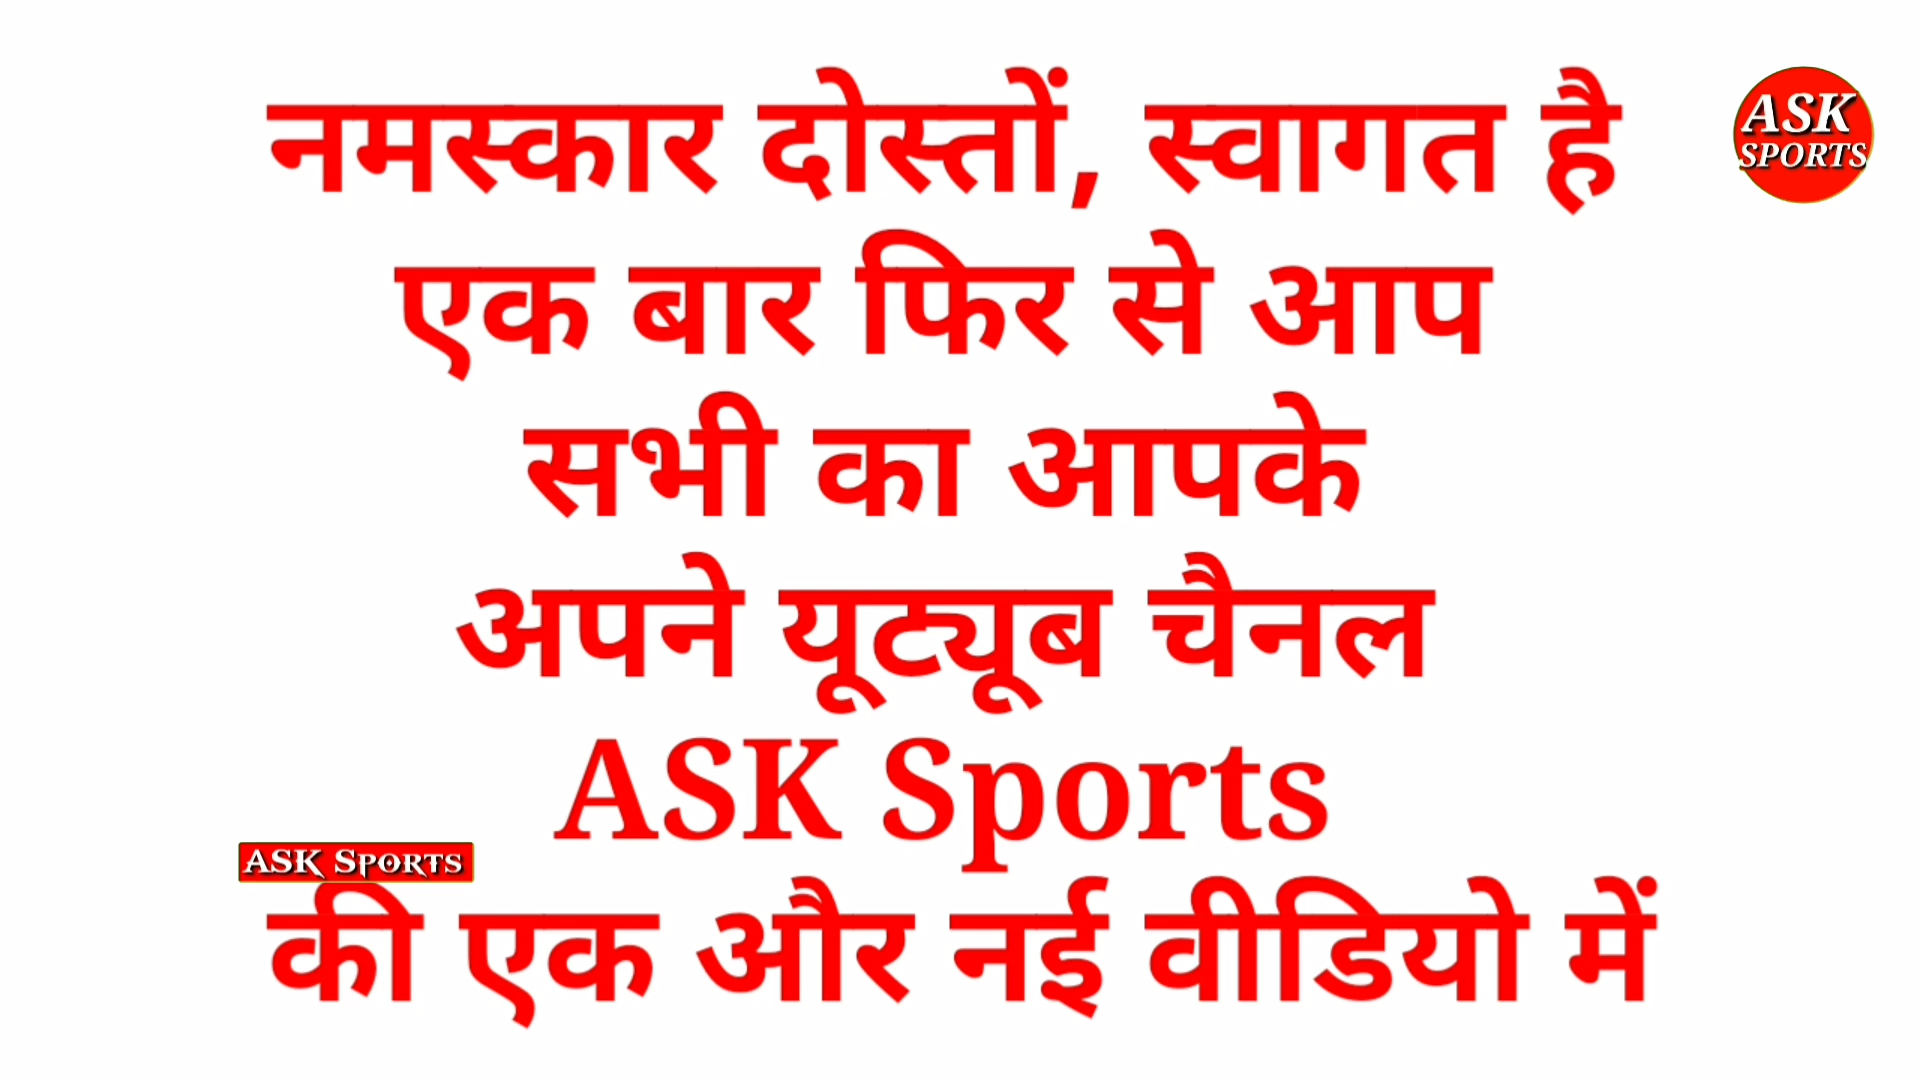 नमस्कार दोस्तों, स्वागत है
ASK
SPORTS
एक बार फिर से आप
सभी का आपके
अपने यूट्यूब चैनल
ASK Sports
ASK SPORTS
की एक और नई वीडियो में